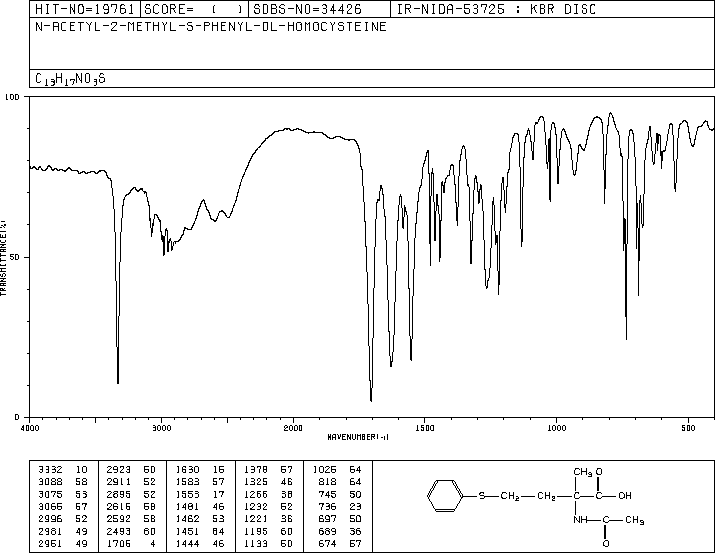 HIT-NO=19761 SCORE= ( ) SDBS-NO=34426 IR-NIDA-53725 : KBR DISC
N-ACETYL-2-METHYL-S-PHENYL-DL-HOMOCYSTEINE
C13H17NO3S
100
50
0
TRANSMITTANCE(%)
4000 3000 2000 1500 1000 500
WAVENUMBER(-1)
3332 10 2923 50 1630 15 1378 57 1026 64
3088 58 2911 52 1583 57 1325 46 818 64
3075 53 2895 52 1553 17 1266 38 745 50
3065 57 2615 58 1481 46 1232 52 736 23
2996 52 2592 58 1462 53 1221 36 697 50
2981 49 2493 60 1451 84 1195 60 689 36
2951 49 1706 4 1444 46 1133 50 674 57
CH3 O
S—CH2—CH2—C—C—OH
NH—C—CH3
O